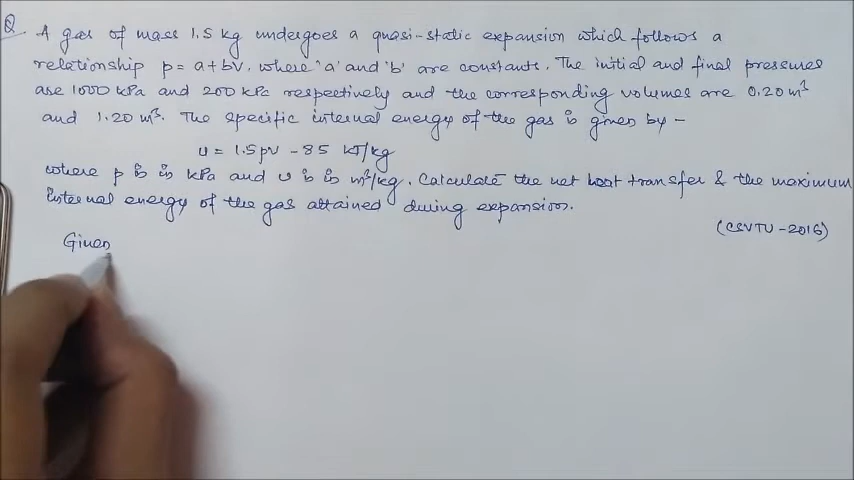 Q. A gas of mass 1.5 kg undergoes a quasi-static expansion which follows a
relationship p = a + bV, where 'a' and 'b' are constants. The initial and final pressures
are 1000 kPa and 200 kPa respectively and the corresponding volumes are 0.20 m³
and 1.20 m³. The specific internal energy of the gas is given by -
u = 1.5pv - 85 kJ/kg
where p is in kPa and v is in m³/kg. Calculate the net heat transfer & the maximum
internal energy of the gas attained during expansion.
(CSVTU - 2016)
Given